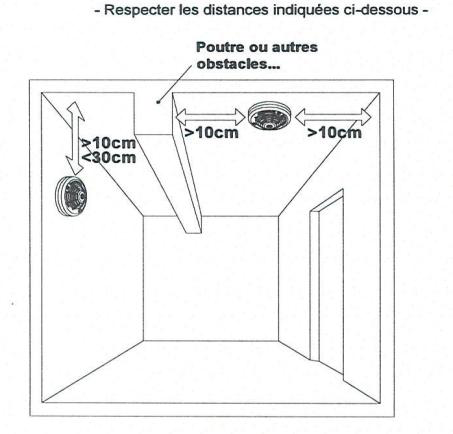 - Respecter les distances indiquées ci-dessous -
Poutre ou autres
obstacles...
>10cm
<30cm
>10cm
>10cm